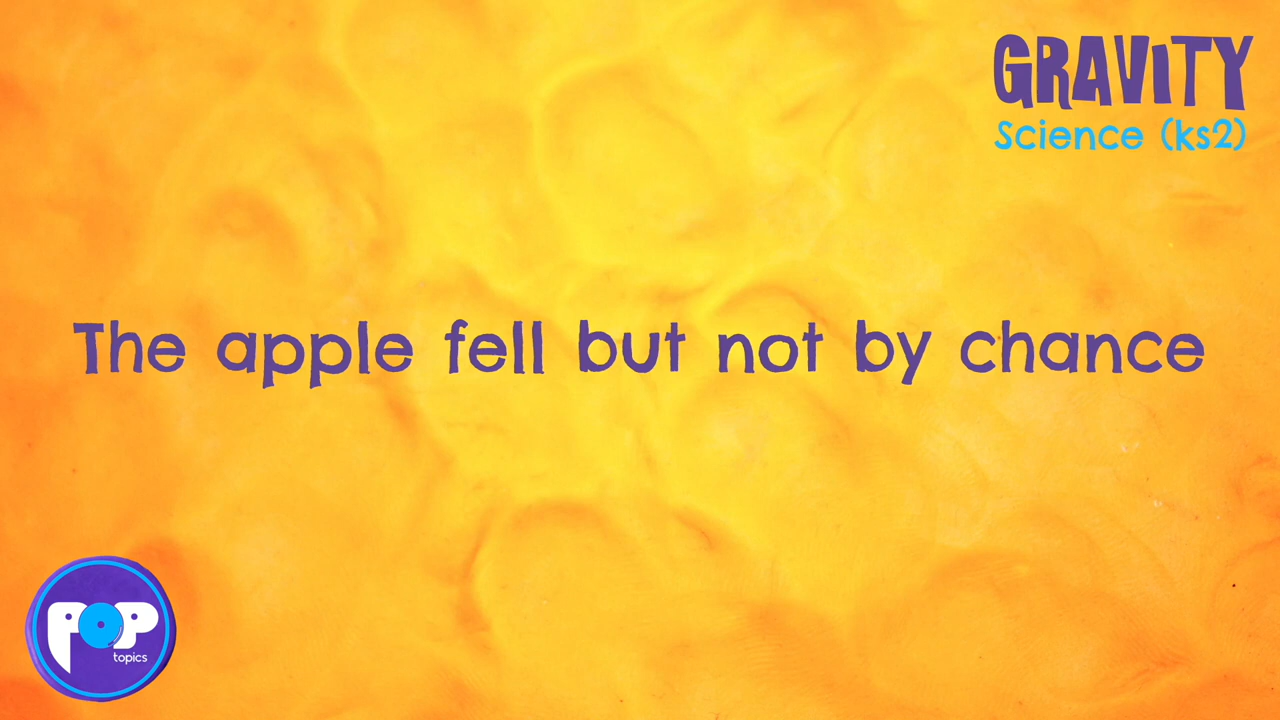 GRAVITY
Science (ks2)
The apple fell but not by chance
POP
topics